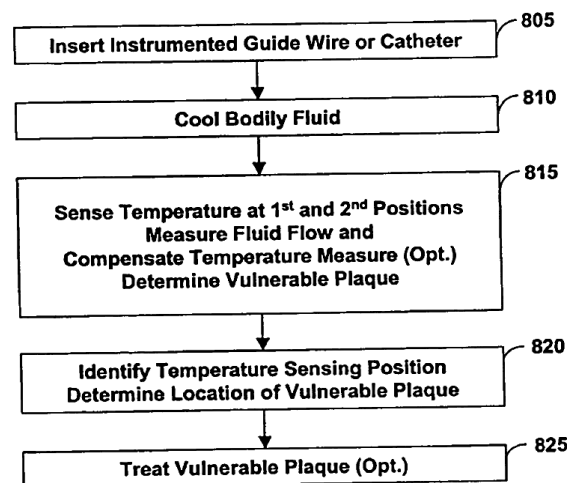 805
Insert Instrumented Guide Wire or Catheter
810
Cool Bodily Fluid
815
Sense Temperature at 1st and 2nd Positions
Measure Fluid Flow and
Compensate Temperature Measure (Opt.)
Determine Vulnerable Plaque
820
Identify Temperature Sensing Position
Determine Location of Vulnerable Plaque
825
Treat Vulnerable Plaque (Opt.)